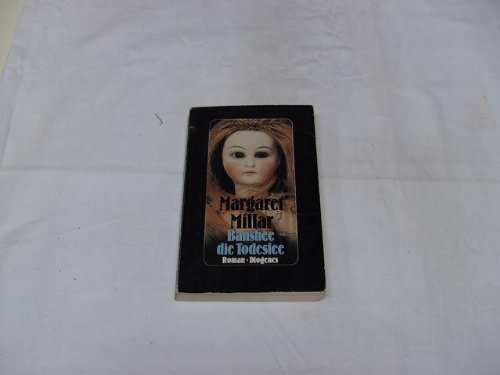 Margaret
Millar
Banshee
die Todesfee
Roman · Diogenes